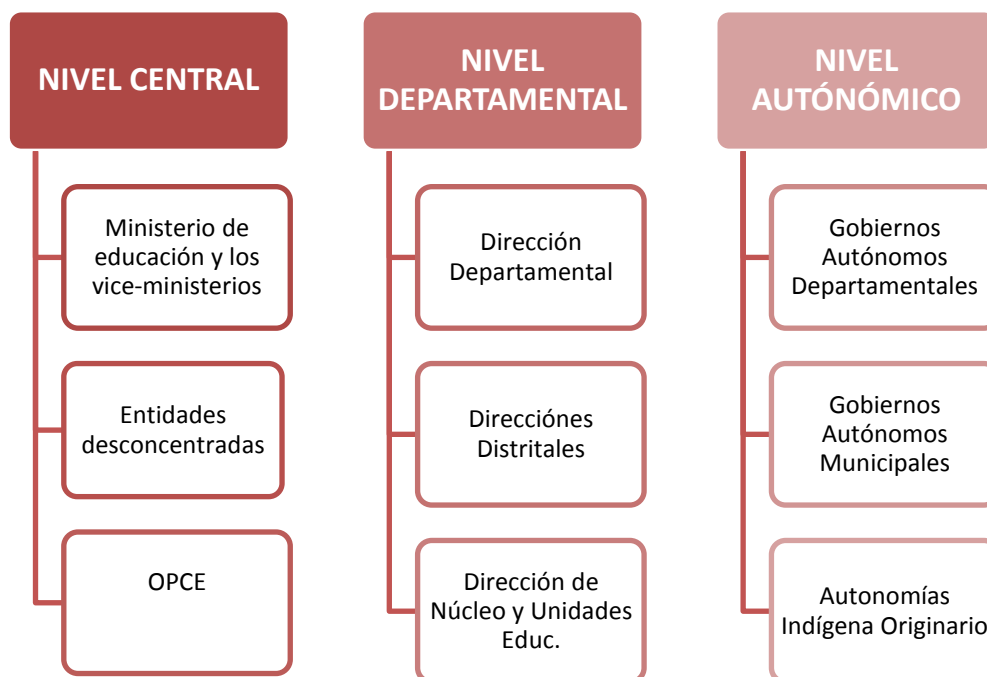 NIVEL CENTRAL
Ministerio de
educación y los
vice-ministerios
Entidades
desconcentradas
OPCE
NIVEL
DEPARTAMENTAL
Dirección
Departamental
Direcciónes
Distritales
Dirección de
Núcleo y Unidades
Educ.
NIVEL
AUTÓNÓMICO
Gobiernos
Autónomos
Departamentales
Gobiernos
Autónomos
Municipales
Autonomías
Indígena Originario